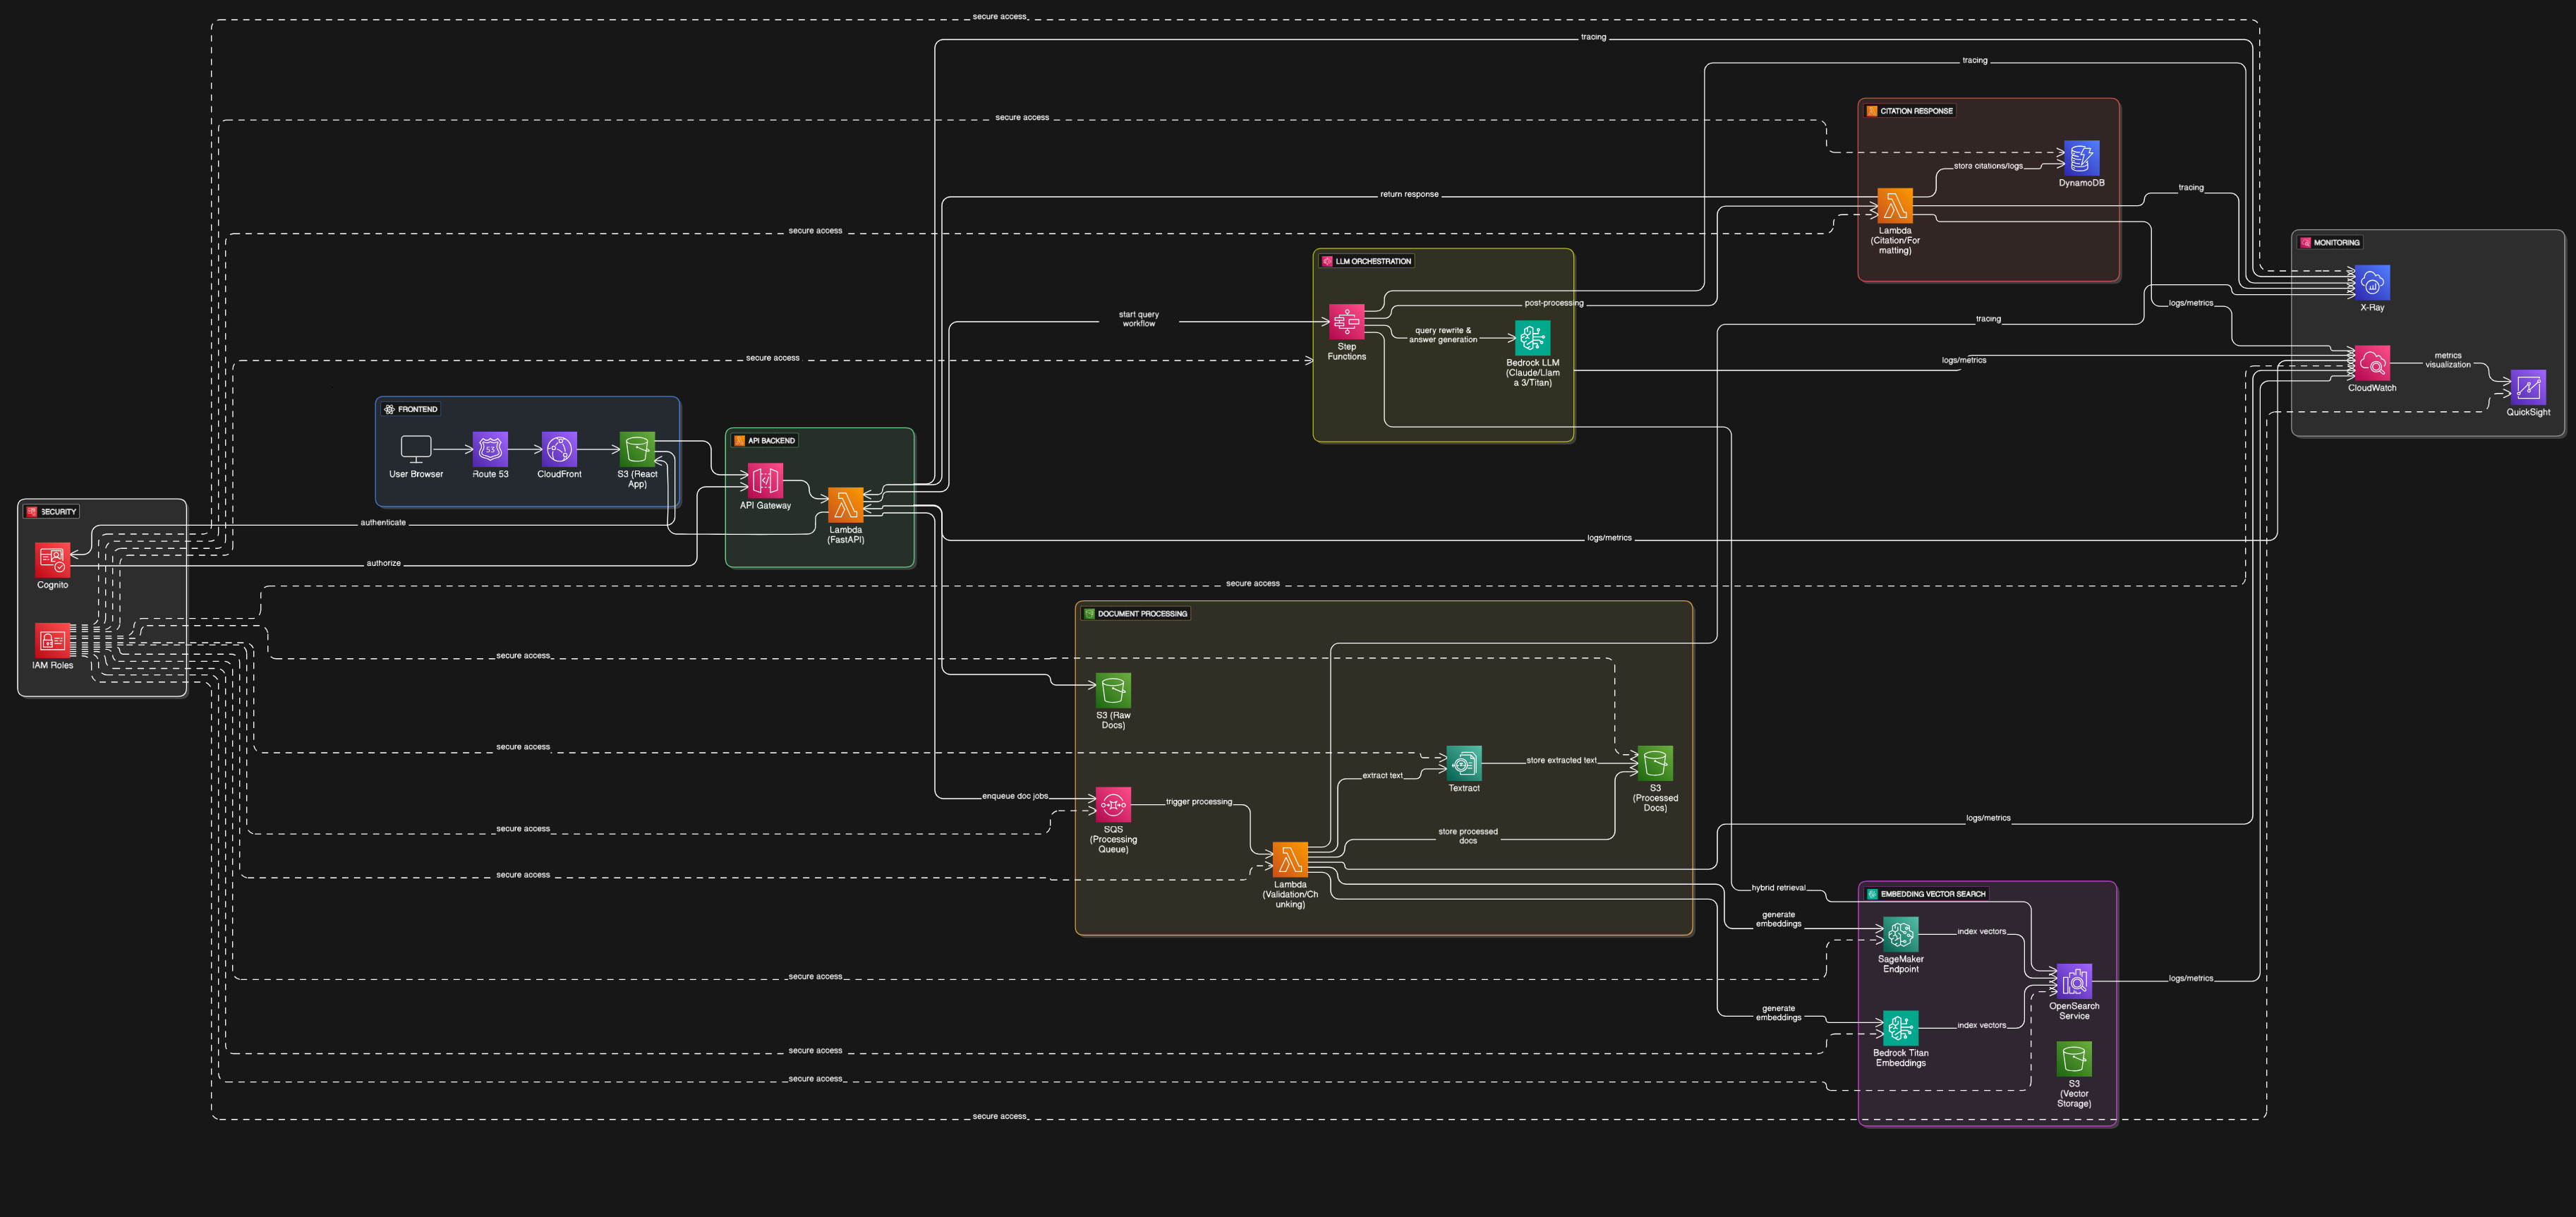 secure access
tracing
tracing
CITATION RESPONSE
secure access
store citations/logs
DynamoDB
tracing
return response
Lambda
(Citation/For
matting)
secure access
MONITORING
LLM ORCHESTRATION
X-Ray
post-processing
logs/metrics
start query
workflow
tracing
Step
Functions
query rewrite &
answer generation
Bedrock LLM
(Claude/Llam
a 3/Titan)
secure access
logs/metrics
CloudWatch
metrics
visualization
QuickSight
FRONTEND
User Browser
Route 53
CloudFront
S3 (React
App)
API BACKEND
API Gateway
Lambda
(FastAPI)
SECURITY
authenticate
Cognito
authorize
logs/metrics
secure access
IAM Roles
DOCUMENT PROCESSING
secure access
S3 (Raw
Docs)
secure access
extract text
Textract
store extracted text
S3
(Processed
Docs)
enqueue doc jobs
trigger processing
SQS
(Processing
Queue)
secure access
store processed
docs
logs/metrics
secure access
Lambda
(Validation/Ch
unking)
hybrid retrieval
EMBEDDING VECTOR SEARCH
generate
embeddings
index vectors
SageMaker
Endpoint
secure access
logs/metrics
OpenSearch
Service
generate
embeddings
index vectors
Bedrock Titan
Embeddings
secure access
secure access
S3
(Vector
Storage)
secure access